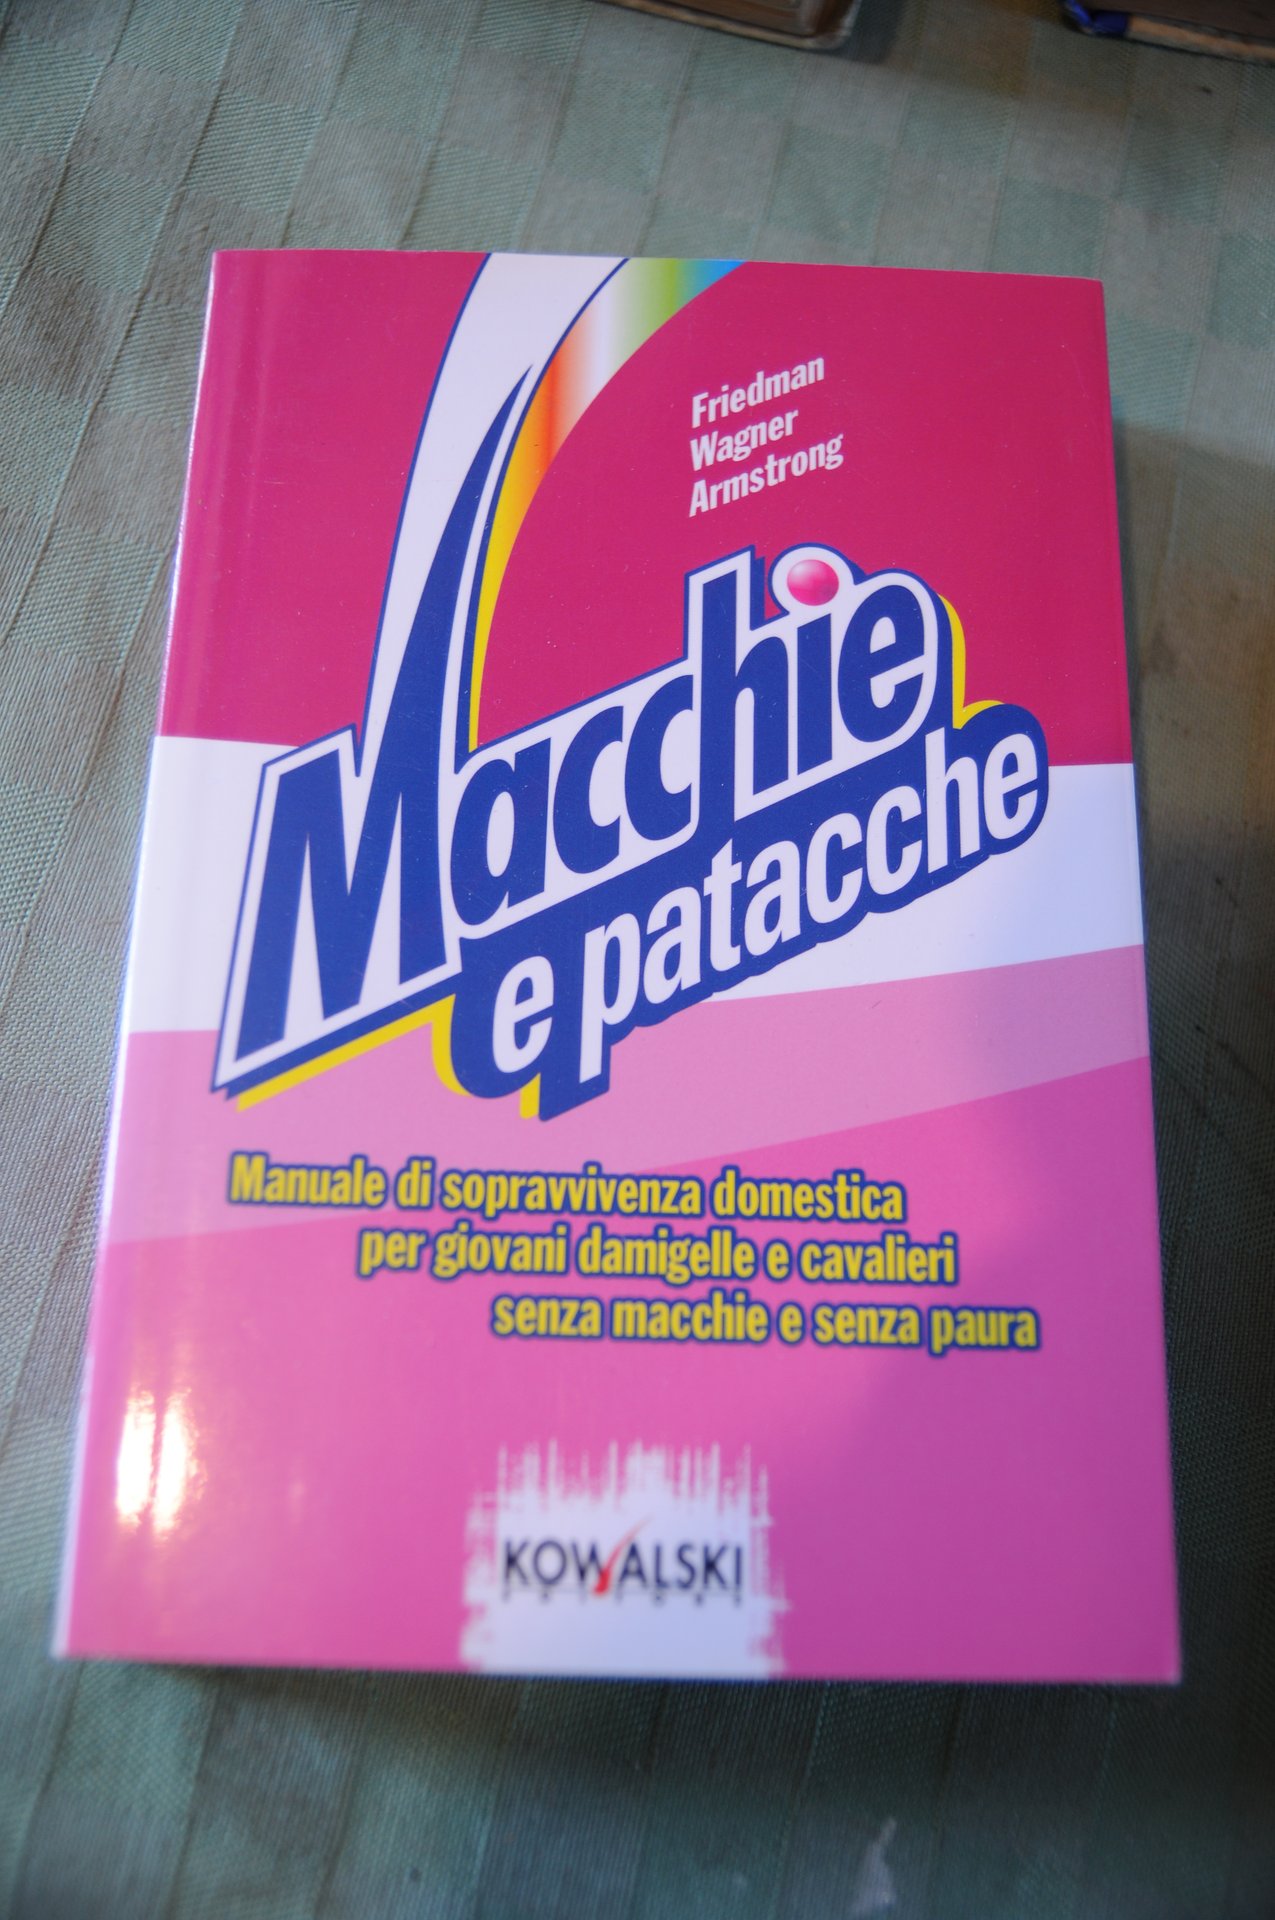 Friedman
Wagner
Armstrong
Macchie
e patacche
Manuale di sopravvivenza domestica
per giovani damigelle e cavalieri
senza macchie e senza paura
KOWALSKI